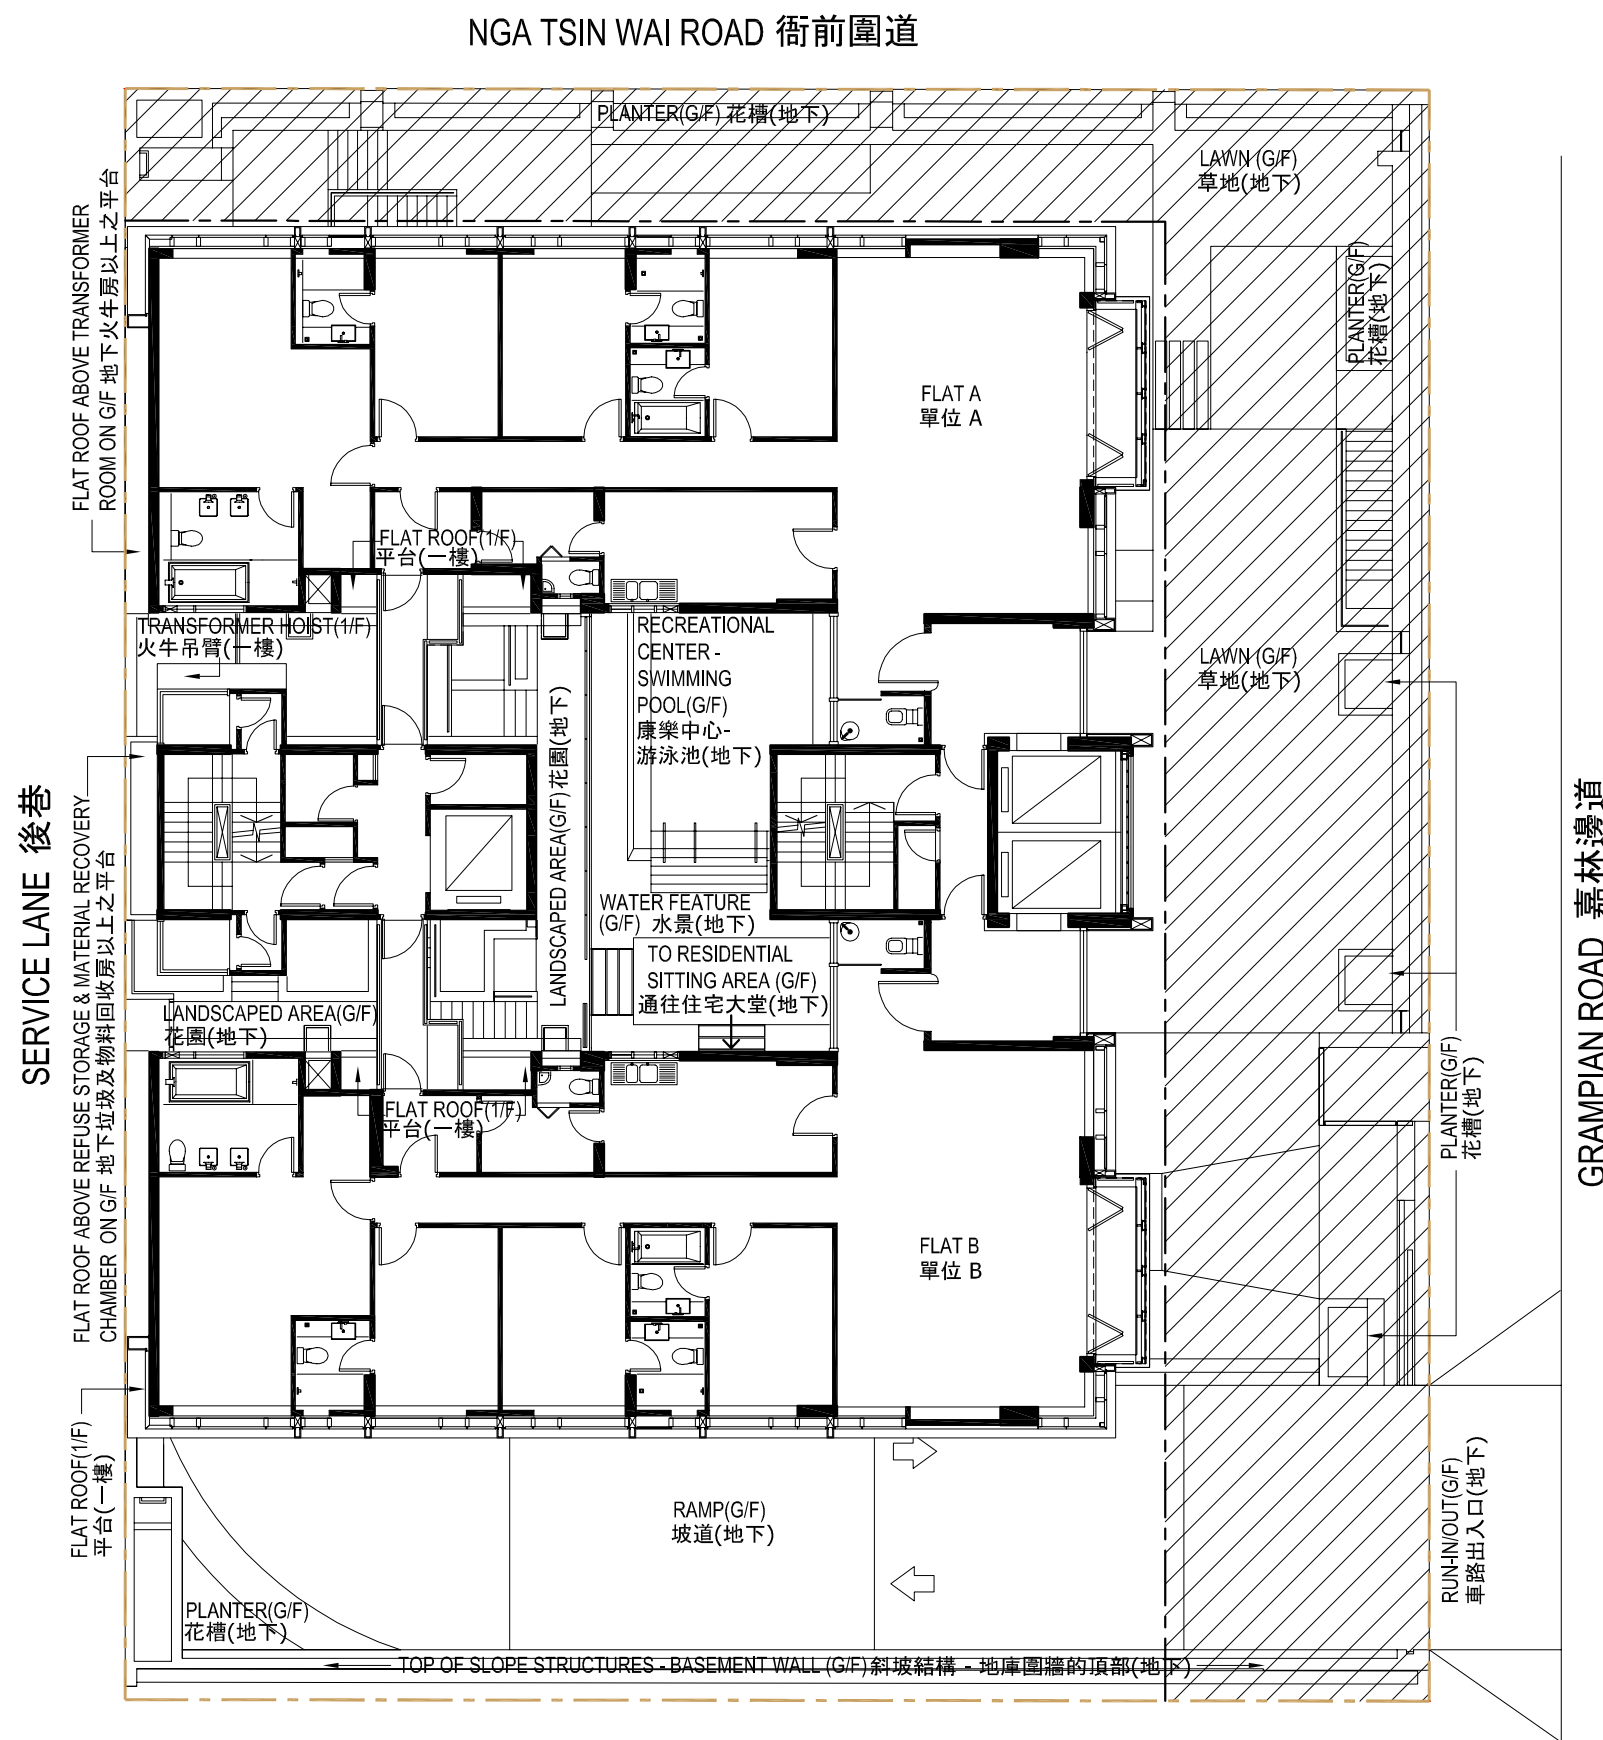 NGA TSIN WAI ROAD 衙前圍道
PLANTER(G/F) 花槽(地下)
LAWN (G/F)
草地(地下)
FLAT ROOF ABOVE TRANSFORMER
ROOM ON G/F 地下火牛房以上之平台
PLANTER(G/F)
花槽(地下)
FLAT A
單位 A
FLAT ROOF(1/F)
平台(一樓)
TRANSFORMER HOIST(1/F)
火牛吊臂(一樓)
RECREATIONAL
CENTER -
SWIMMING
POOL(G/F)
康樂中心-
游泳池(地下)
LAWN (G/F)
草地(地下)
LANDSCAPED AREA(G/F)花園(地下)
SERVICE LANE 後巷
FLAT ROOF ABOVE REFUSE STORAGE & MATERIAL RECOVERY
CHAMBER ON G/F 地下垃圾及物料回收房以上之平台
GRAMPIAN ROAD 嘉林邊道
WATER FEATURE
(G/F) 水景(地下)
TO RESIDENTIAL
SITTING AREA (G/F)
通往住宅大堂(地下)
LANDSCAPED AREA(G/F)
花園(地下)
PLANTER(G/F)
花槽(地下)
FLAT ROOF(1/F)
平台(一樓)
FLAT B
單位 B
FLAT ROOF(1/F)
平台(一樓)
RAMP(G/F)
坡道(地下)
RUN-IN/OUT(G/F)
車路出入口(地下)
PLANTER(G/F)
花槽(地下)
TOP OF SLOPE STRUCTURES - BASEMENT WALL (G/F)斜坡結構 - 地庫圍牆的頂部(地下)